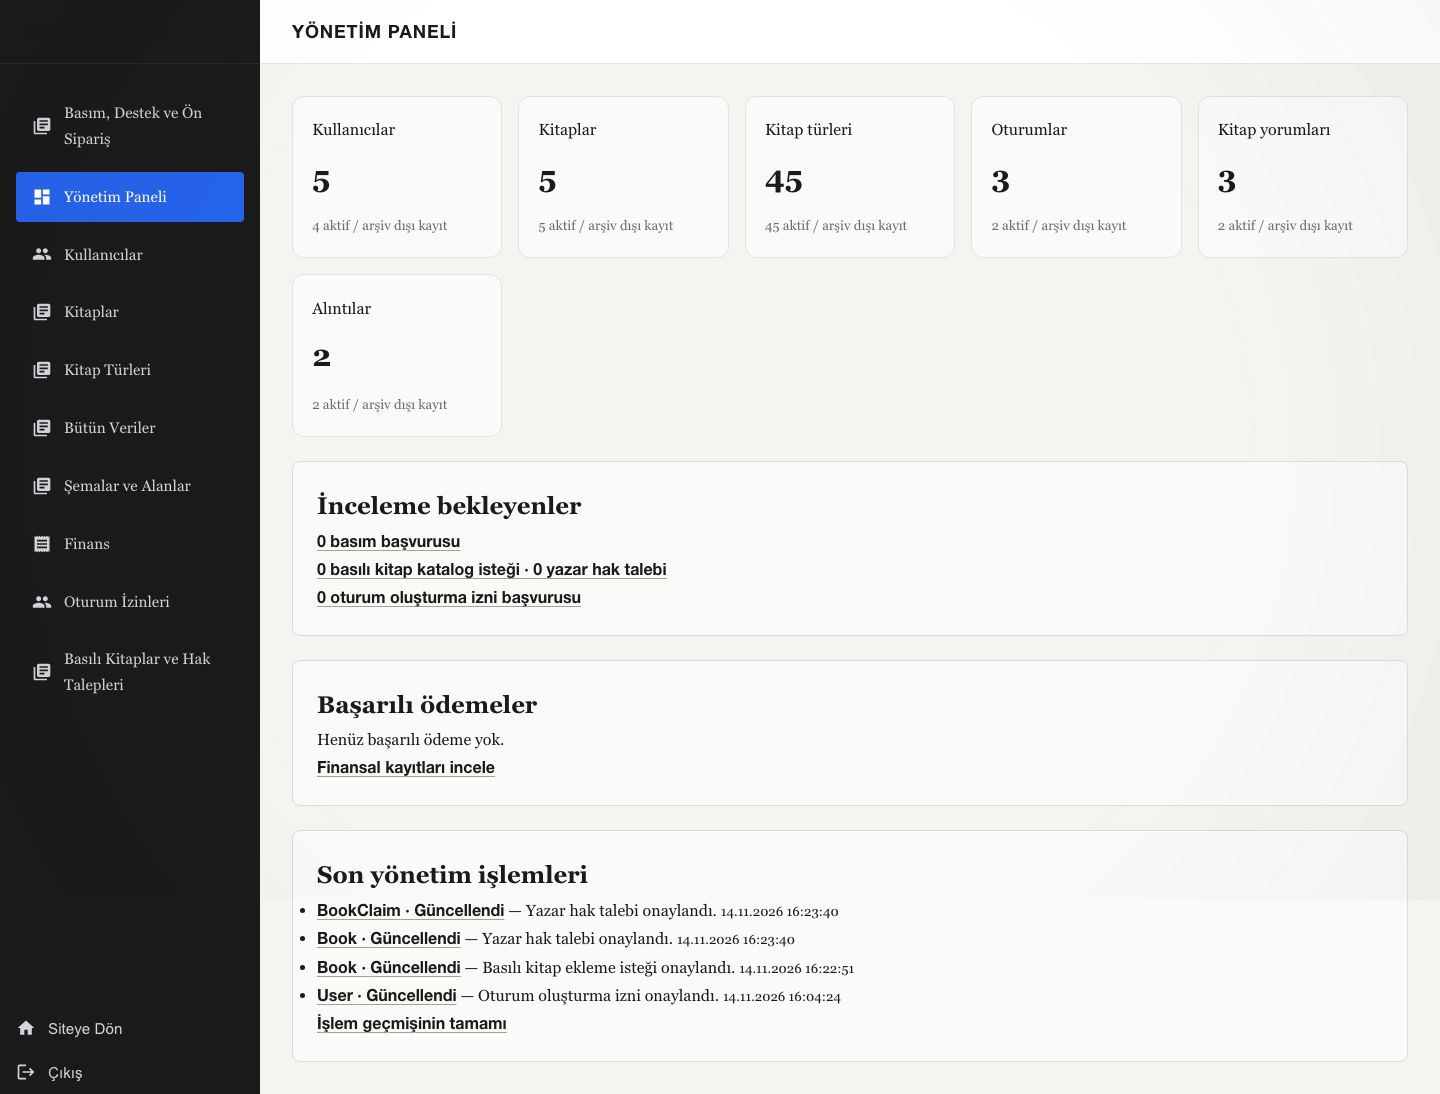 YÖNETİM PANELİ
Basım, Destek ve Ön
Sipariş
Yönetim Paneli
Kullanıcılar
Kitaplar
Kitap Türleri
Bütün Veriler
Şemalar ve Alanlar
Finans
Oturum İzinleri
Basılı Kitaplar ve Hak
Talepleri
Siteye Dön
Çıkış
Kullanıcılar
5
4 aktif / arşiv dışı kayıt
Kitaplar
5
5 aktif / arşiv dışı kayıt
Kitap türleri
45
45 aktif / arşiv dışı kayıt
Oturumlar
3
2 aktif / arşiv dışı kayıt
Kitap yorumları
3
2 aktif / arşiv dışı kayıt
Alıntılar
2
2 aktif / arşiv dışı kayıt
İnceleme bekleyenler
0 basım başvurusu
0 basılı kitap katalog isteği · 0 yazar hak talebi
0 oturum oluşturma izni başvurusu
Başarılı ödemeler
Henüz başarılı ödeme yok.
Finansal kayıtları incele
Son yönetim işlemleri
BookClaim · Güncellendi — Yazar hak talebi onaylandı. 14.11.2026 16:23:40
Book · Güncellendi — Yazar hak talebi onaylandı. 14.11.2026 16:23:40
Book · Güncellendi — Basılı kitap ekleme isteği onaylandı. 14.11.2026 16:22:51
User · Güncellendi — Oturum oluşturma izni onaylandı. 14.11.2026 16:04:24
İşlem geçmişinin tamamı